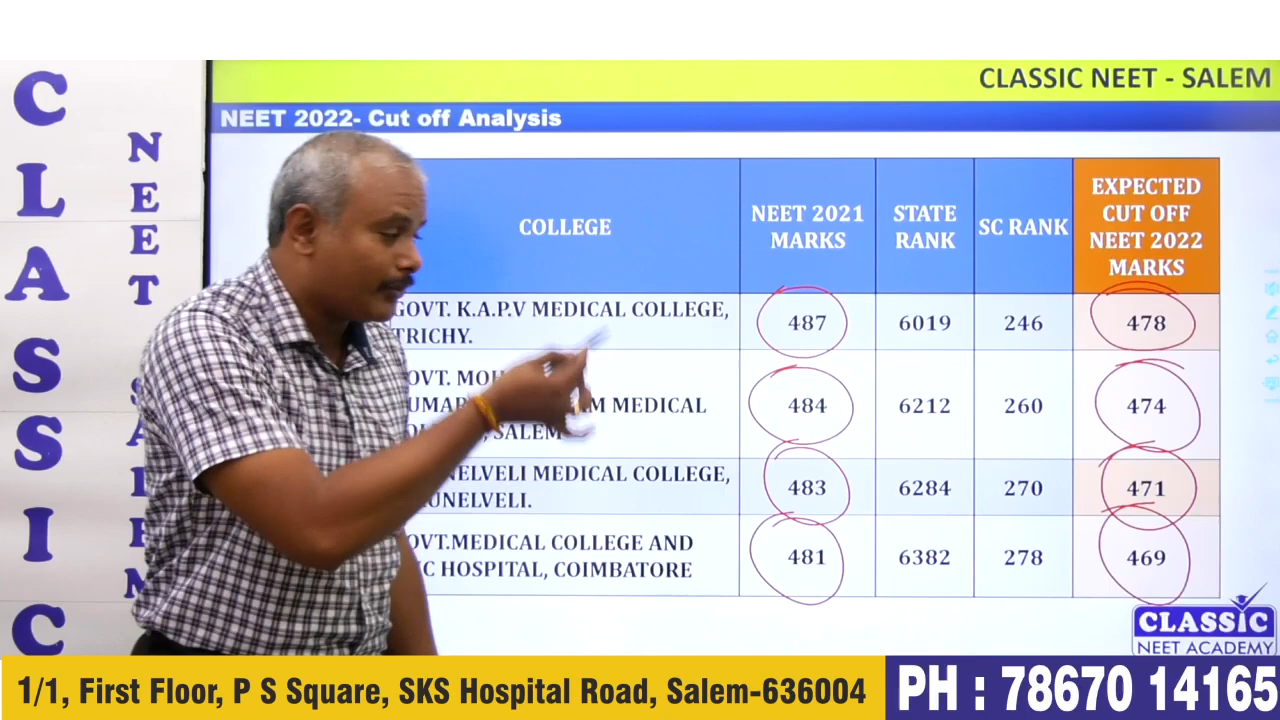 CLASSIC
NEET
CLASSIC NEET - SALEM
NEET 2022- Cut off Analysis
COLLEGE
NEET 2021
MARKS
STATE
RANK
SC RANK
EXPECTED
CUT OFF
NEET 2022
MARKS
GOVT. K.A.P.V MEDICAL COLLEGE,
TRICHY.
487
6019
246
478
MEDICAL
SALEM
484
6212
260
474
MEDICAL COLLEGE,
483
6284
270
471
MEDICAL COLLEGE AND
HOSPITAL, COIMBATORE
481
6382
278
469
CLASSIC
NEET ACADEMY
1/1, First Floor, P S Square, SKS Hospital Road, Salem-636004
PH : 78670 14165